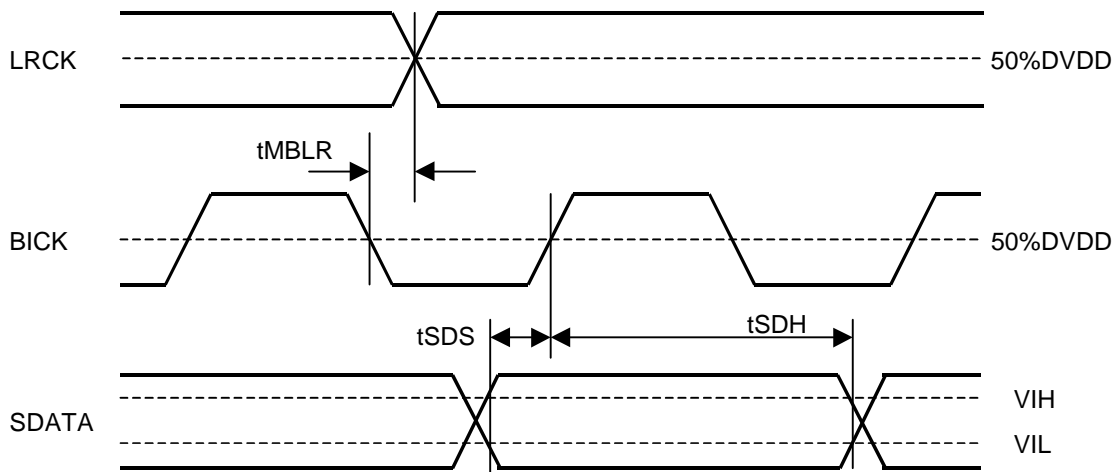 LRCK
50%DVDD
tMBLR
BICK
50%DVDD
tSDS
tSDH
SDATA
VIH
VIL